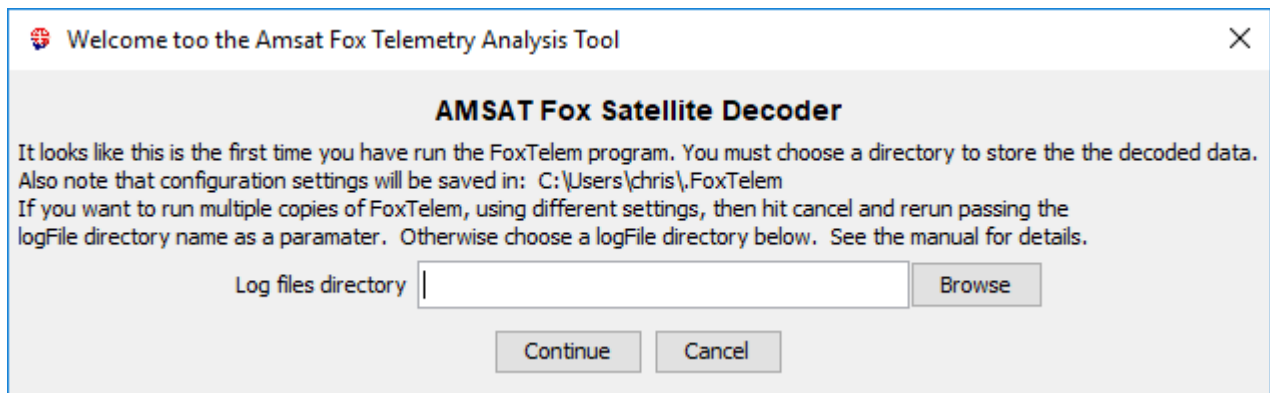 Welcome too the Amsat Fox Telemetry Analysis Tool
AMSAT Fox Satellite Decoder
It looks like this is the first time you have run the FoxTelem program. You must choose a directory to store the the decoded data.
Also note that configuration settings will be saved in:  C:\Users\chris\.FoxTelem
If you want to run multiple copies of FoxTelem, using different settings, then hit cancel and rerun passing the
logFile directory name as a paramater.  Otherwise choose a logFile directory below.  See the manual for details.
Log files directory Browse
Continue Cancel